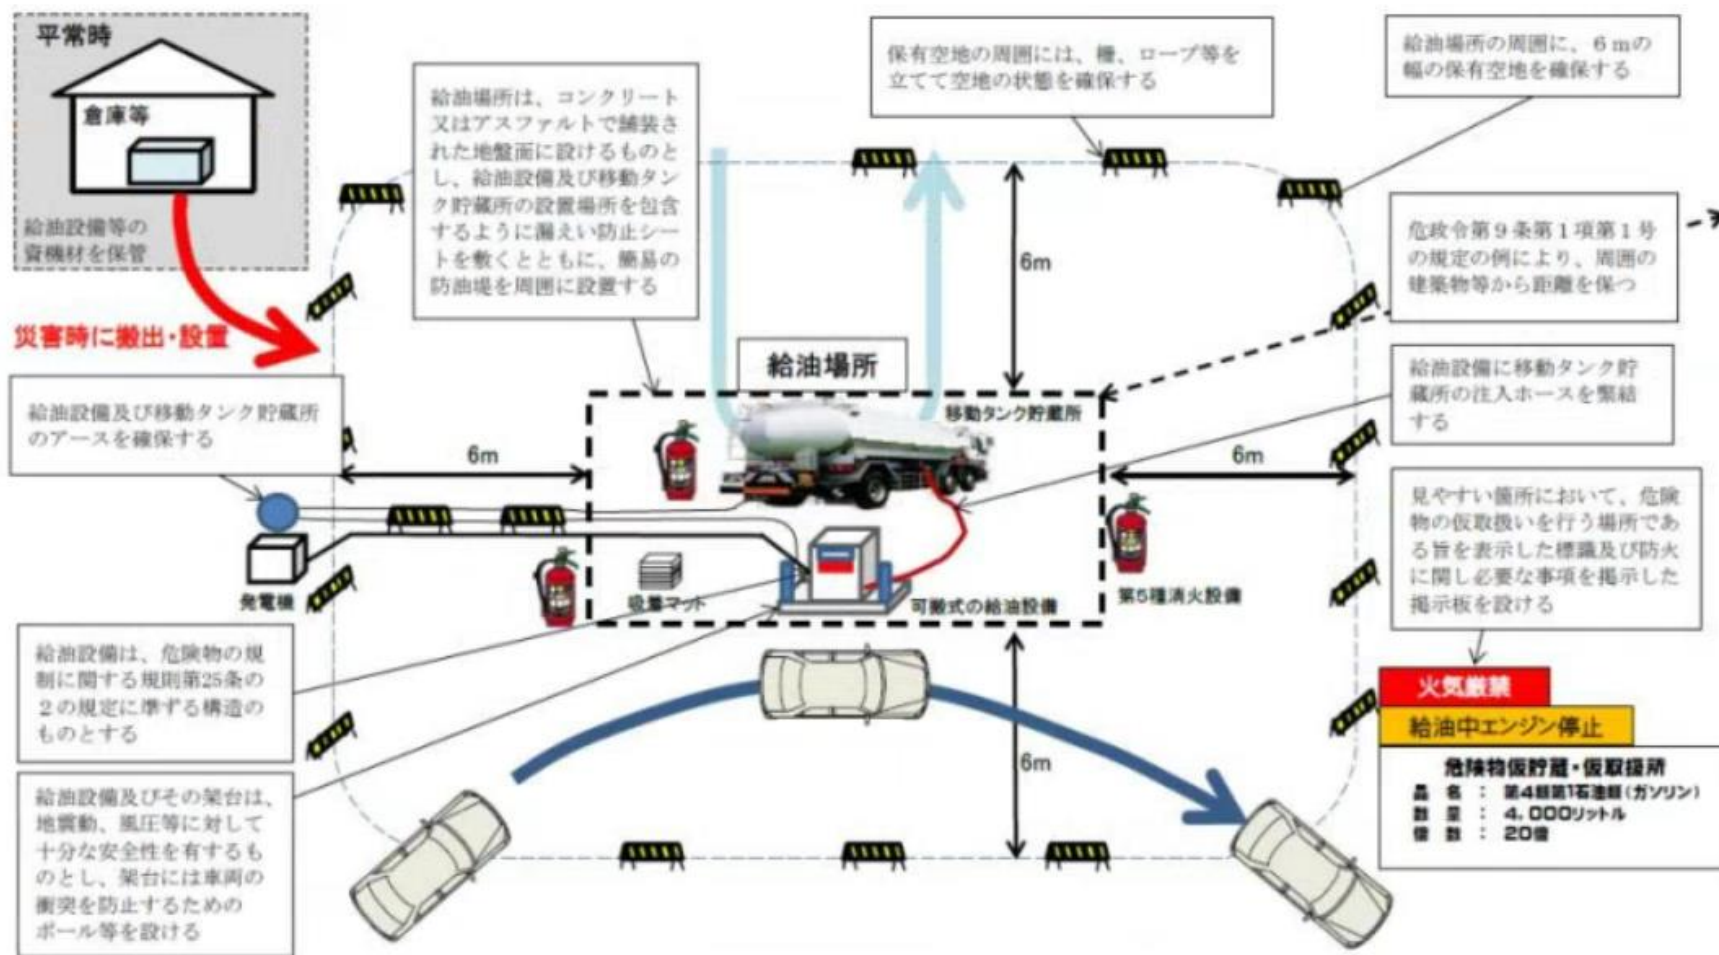 平常時
倉庫等
給油設備等の
資機材を保管
災害時に搬出・設置
給油場所は、コンクリート
又はアスファルトで舗装さ
れた地盤面に設けるものと
し、給油設備及び移動タン
ク貯蔵所の設置場所を包含
するように漏えい防止シー
トを敷くとともに、簡易の
防油堤を周囲に設置する
保有空地の周囲には、柵、ロープ等を
立てて空地の状態を確保する
給油場所の周囲に、6mの
幅の保有空地を確保する
危政令第9条第1項第1号
の規定の例により、周囲の
建築物等から距離を保つ
6m
給油場所
給油設備に移動タンク貯
蔵所の注入ホースを緊結
する
給油設備及び移動タンク貯蔵所
のアースを確保する
移動タンク貯蔵所
6m
6m
見やすい箇所において、危険
物の仮取扱いを行う場所であ
る旨を表示した標識及び防火
に関し必要な事項を掲示した
掲示板を設ける
発電機
吸着マット
可搬式の給油設備
第5種消火設備
給油設備は、危険物の規
制に関する規則第25条の
2の規定に準ずる構造の
ものとする
6m
火気厳禁
給油中エンジン停止
危険物仮貯蔵・仮取扱所
品名：第4類第1石油類(ガソリン)
数量：4,000リットル
個数：20個
給油設備及びその架台は、
地震動、風圧等に対して
十分な安全性を有するも
のとし、架台には車両の
衝突を防止するための
ポール等を設ける